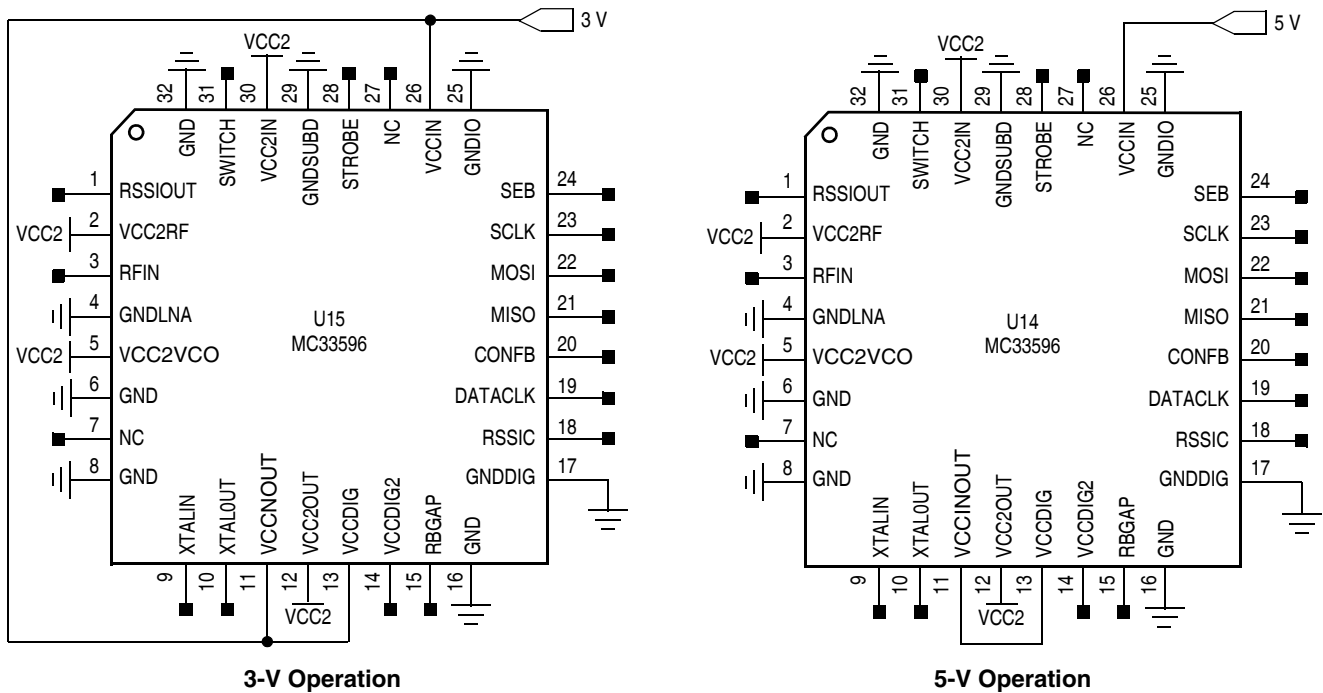 3 V
VCC2
32
31
30
29
28
27
26
25
GND
SWITCH
VCC2IN
GNDSUBD
STROBE
NC
VCCIN
GNDIO
1
RSSIOUT
SEB
24
VCC2
2
VCC2RF
SCLK
23
3
RFIN
MOSI
22
4
GNDLNA
U15
MC33596
MISO
21
VCC2
5
VCC2VCO
CONFB
20
6
GND
DATACLK
19
7
NC
RSSIC
18
8
GND
GNDDIG
17
XTALIN
XTAL0UT
VCCNOUT
VCC2OUT
VCCDIG
VCCDIG2
RBGAP
GND
9
10
11
12
13
14
15
16
VCC2
3-V Operation
5 V
VCC2
32
31
30
29
28
27
26
25
GND
SWITCH
VCC2IN
GNDSUBD
STROBE
NC
VCCIN
GNDIO
1
RSSIOUT
SEB
24
VCC2
2
VCC2RF
SCLK
23
3
RFIN
MOSI
22
4
GNDLNA
U14
MC33596
MISO
21
VCC2
5
VCC2VCO
CONFB
20
6
GND
DATACLK
19
7
NC
RSSIC
18
8
GND
GNDDIG
17
XTALIN
XTAL0UT
VCCINOUT
VCC2OUT
VCCDIG
VCCDIG2
RBGAP
GND
9
10
11
12
13
14
15
16
VCC2
5-V Operation